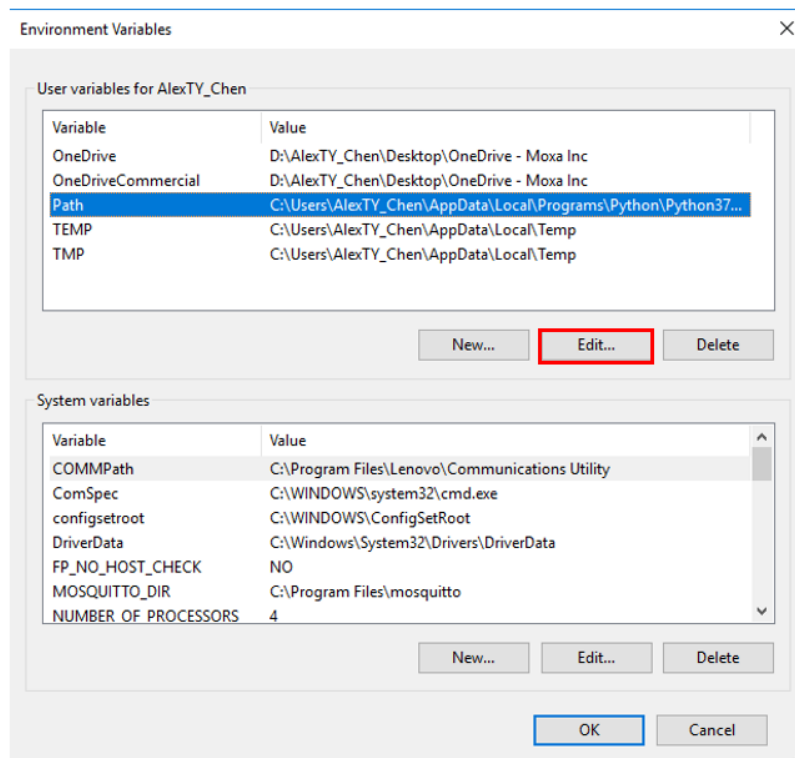 Environment Variables
User variables for AlexTY_Chen
Variable Value
OneDrive D:\AlexTY_Chen\Desktop\OneDrive - Moxa Inc
OneDriveCommercial D:\AlexTY_Chen\Desktop\OneDrive - Moxa Inc
Path C:\Users\AlexTY_Chen\AppData\Local\Programs\Python\Python37...
TEMP C:\Users\AlexTY_Chen\AppData\Local\Temp
TMP C:\Users\AlexTY_Chen\AppData\Local\Temp
New... Edit... Delete
System variables
Variable Value
COMMPath C:\Program Files\Lenovo\Communications Utility
ComSpec C:\WINDOWS\system32\cmd.exe
configsetroot C:\WINDOWS\ConfigSetRoot
DriverData C:\Windows\System32\Drivers\DriverData
FP_NO_HOST_CHECK NO
MOSQUITTO_DIR C:\Program Files\mosquitto
NUMBER_OF_PROCESSORS 4
New... Edit... Delete
OK Cancel